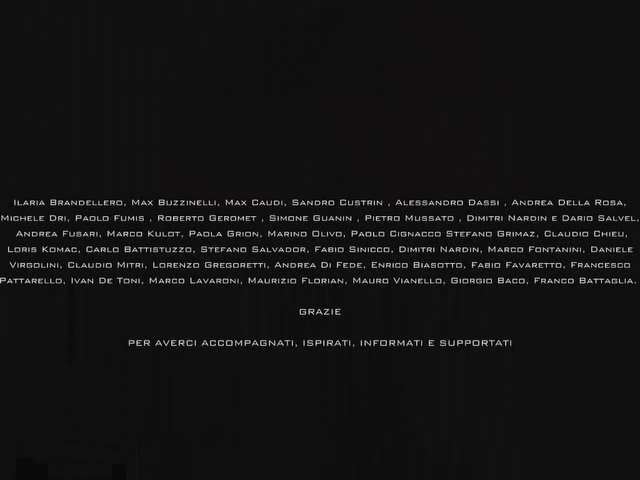 Ilaria Brandellero, Max Buzzinelli, Max Caudi, Sandro Custrin , Alessandro Dassi , Andrea Della Rosa,
Michele Dri, Paolo Fumis , Roberto Geromet , Simone Guanin , Pietro Mussato , Dimitri Nardin e Dario Salvel,
Andrea Fusari, Marco Kulot, Paola Grion, Marino Olivo, Paolo Cignacco Stefano Grimaz, Claudio Chieu,
Loris Komac, Carlo Battistuzzo, Stefano Salvador, Fabio Sinicco, Dimitri Nardin, Marco Fontanini, Daniele
Virgolini, Claudio Mitri, Lorenzo Gregoretti, Andrea Di Fede, Enrico Biasotto, Fabio Favaretto, Francesco
Pattarello, Ivan De Toni, Marco Lavaroni, Maurizio Florian, Mauro Vianello, Giorgio Baco, Franco Battaglia.
GRAZIE
PER AVERCI ACCOMPAGNATI, ISPIRATI, INFORMATI E SUPPORTATI